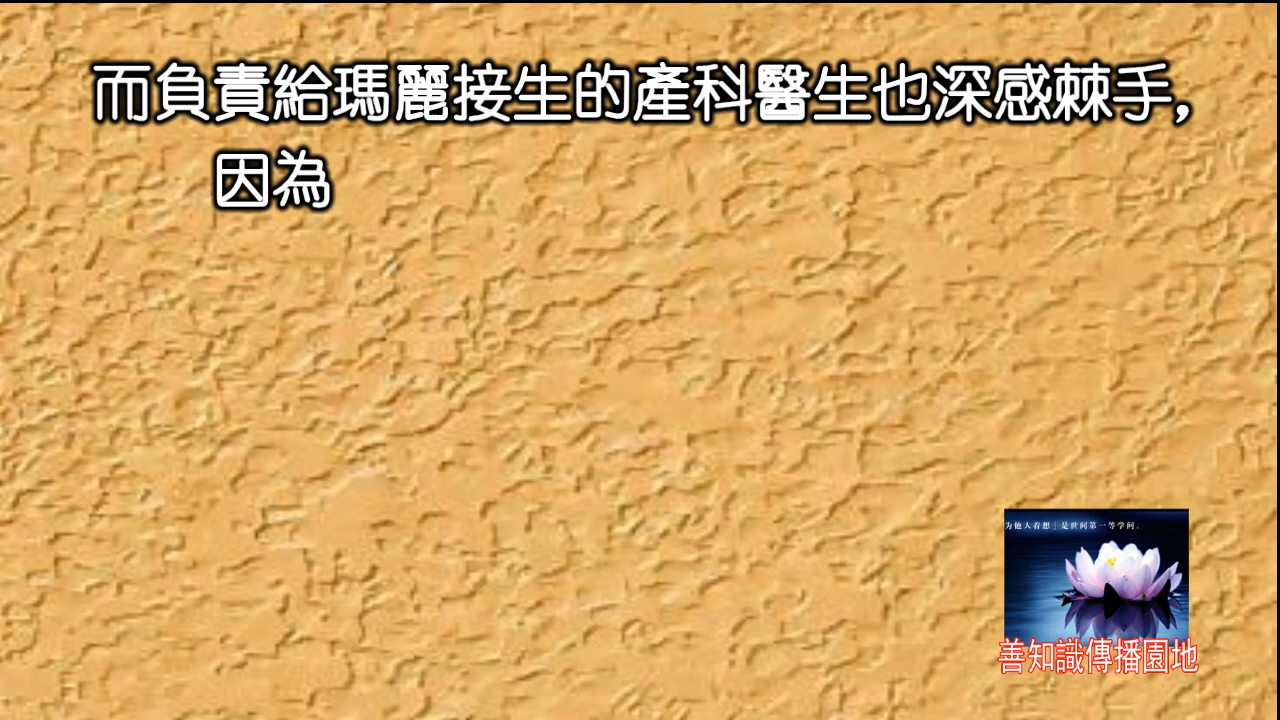 而負責給瑪麗接生的產科醫生也深感棘手，
因為
为他人着想」是世间第一等学问。
善知識傳播園地